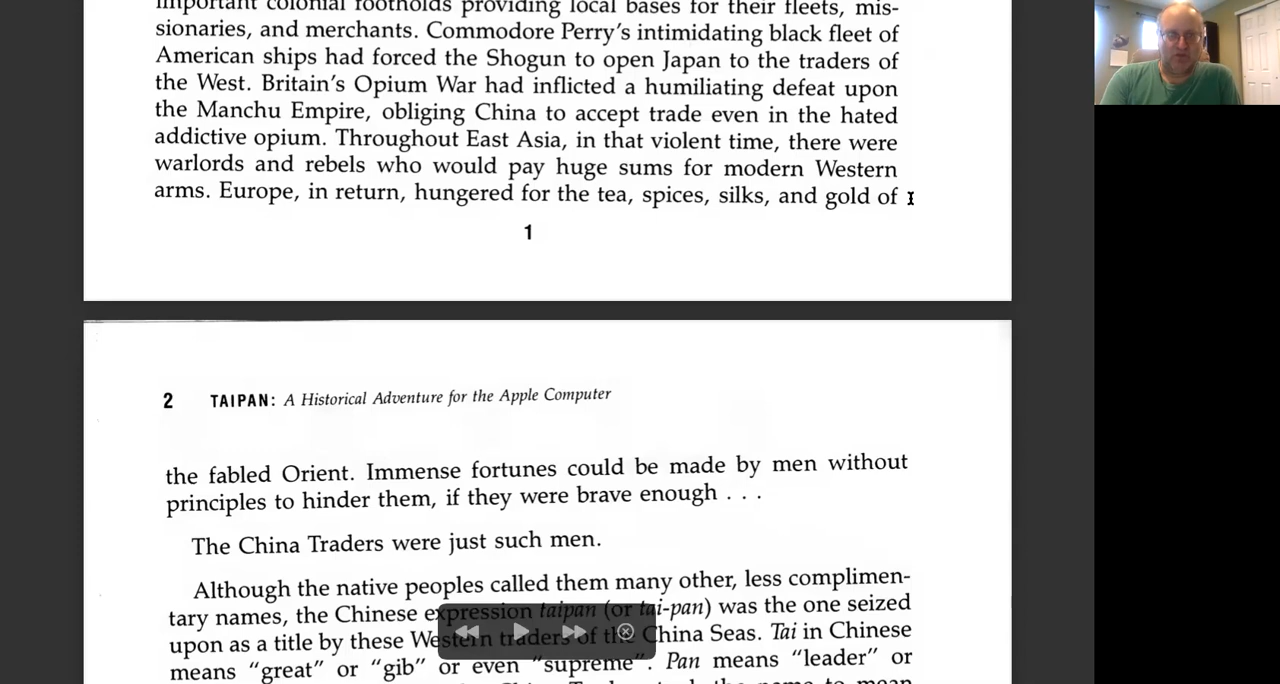 important colonial footholds providing local bases for their fleets, mis-
sionaries, and merchants. Commodore Perry's intimidating black fleet of
American ships had forced the Shogun to open Japan to the traders of
the West. Britain's Opium War had inflicted a humiliating defeat upon
the Manchu Empire, obliging China to accept trade even in the hated
addictive opium. Throughout East Asia, in that violent time, there were
warlords and rebels who would pay huge sums for modern Western
arms. Europe, in return, hungered for the tea, spices, silks, and gold of
1
2 TAIPAN: A Historical Adventure for the Apple Computer
the fabled Orient. Immense fortunes could be made by men without
principles to hinder them, if they were brave enough . . .
The China Traders were just such men.
Although the native peoples called them many other, less complimen-
tary names, the Chinese expression taipan (or tai-pan) was the one seized
upon as a title by these Western traders of the China Seas. Tai in Chinese
means "great" or "gib" or even "supreme". Pan means "leader" or